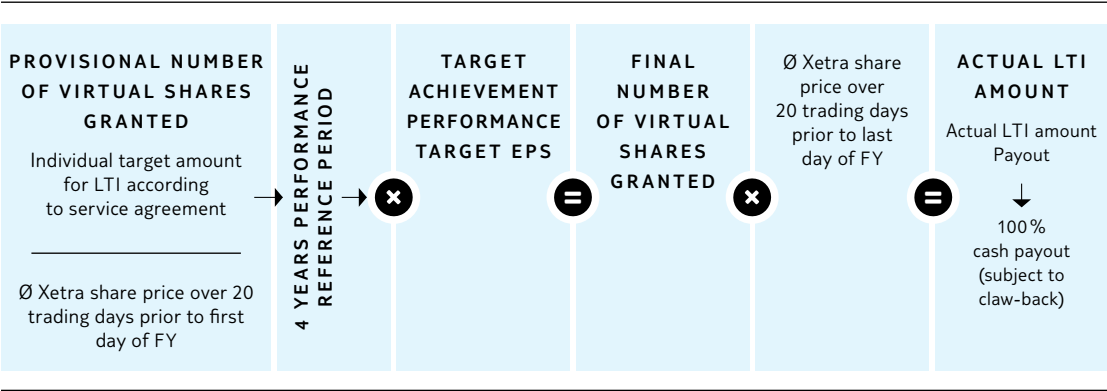 PROVISIONAL NUMBER
OF VIRTUAL SHARES
GRANTED
Individual target amount
for LTI according
to service agreement
Ø Xetra share price over 20
trading days prior to first
day of FY
4 YEARS PERFORMANCE
REFERENCE PERIOD
×
TARGET
ACHIEVEMENT
PERFORMANCE
TARGET EPS
=
FINAL
NUMBER
OF VIRTUAL
SHARES
GRANTED
×
Ø Xetra share
price over
20 trading days
prior to last
day of FY
=
ACTUAL LTI
AMOUNT
Actual LTI amount
Payout
100 %
cash payout
(subject to
claw-back)